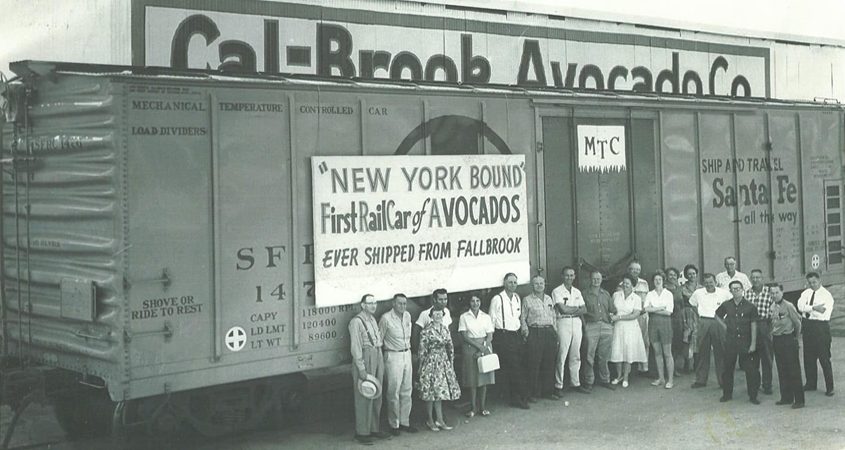 Cal-Brook Avocado Co
MECHANICAL TEMPERATURE CONTROLLED CAR
LOAD DIVIDERS
"NEW YORK BOUND"
First Rail Car of AVOCADOS
EVER SHIPPED FROM FALLBROOK
MTC
SHIP AND TRAVEL
Santa Fe
all the way
SHOVE OR
RIDE TO REST
SF
14
CAPY 118000
LD LMT 120400
LT WT 89600